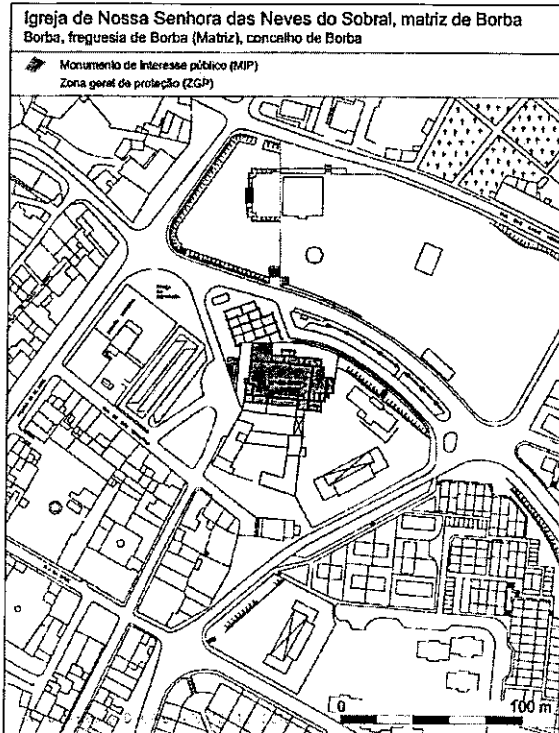 Igreja de Nossa Senhora das Neves do Sobral, matriz de Borba
Borba, freguesia de Borba (Matriz), concelho de Borba
Monumento de interesse público (MIP)
Zona geral de proteção (ZGP)
0 100 m